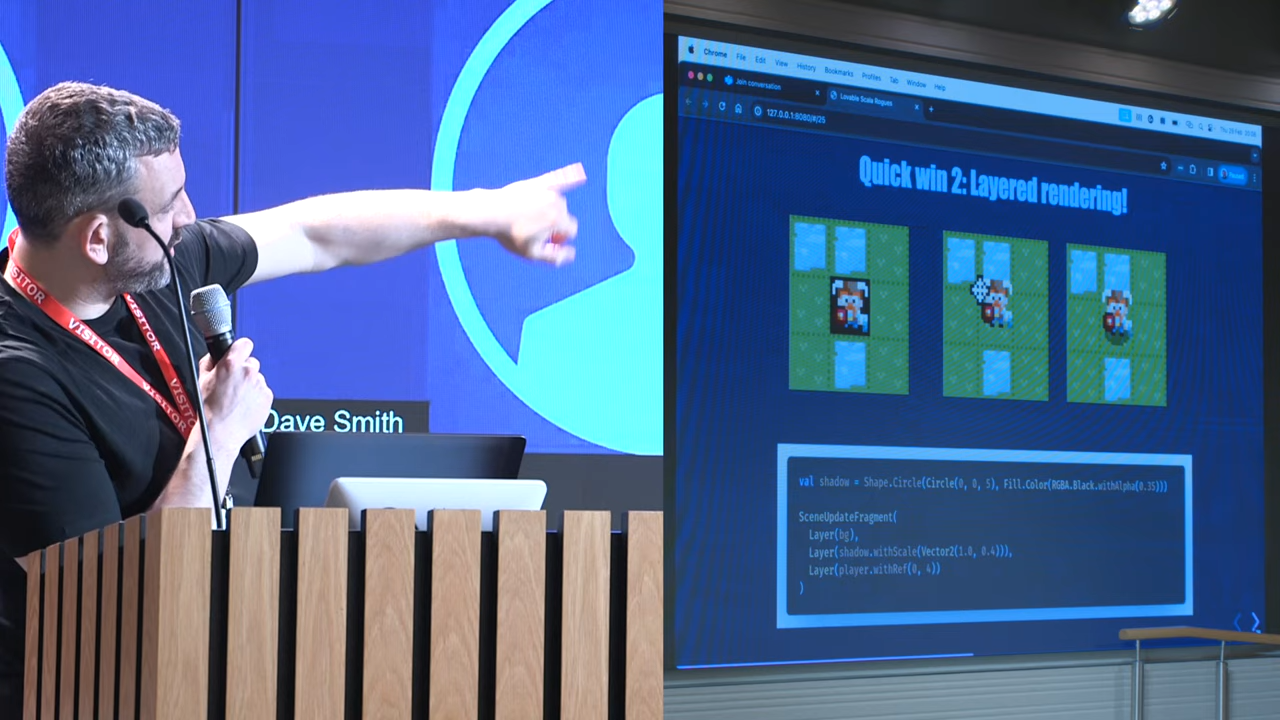 VISITOR
VISITOR
VISITOR
VISITOR
Dave Smith
Chrome File Edit View History Bookmarks Profiles Tab Window Help
Join conversation
Lovable Scala Rogues
127.0.0.1:8080/#/25
Quick win 2: Layered rendering!
val shadow = Shape.Circle(Circle(0, 0, 5), Fill.Color(RGBA.Black.withAlpha(0.35)))
SceneUpdateFragment(
Layer(bg),
Layer(shadow.withScale(Vector2(1.0, 0.4))),
Layer(player.withRef(0, 4))
)